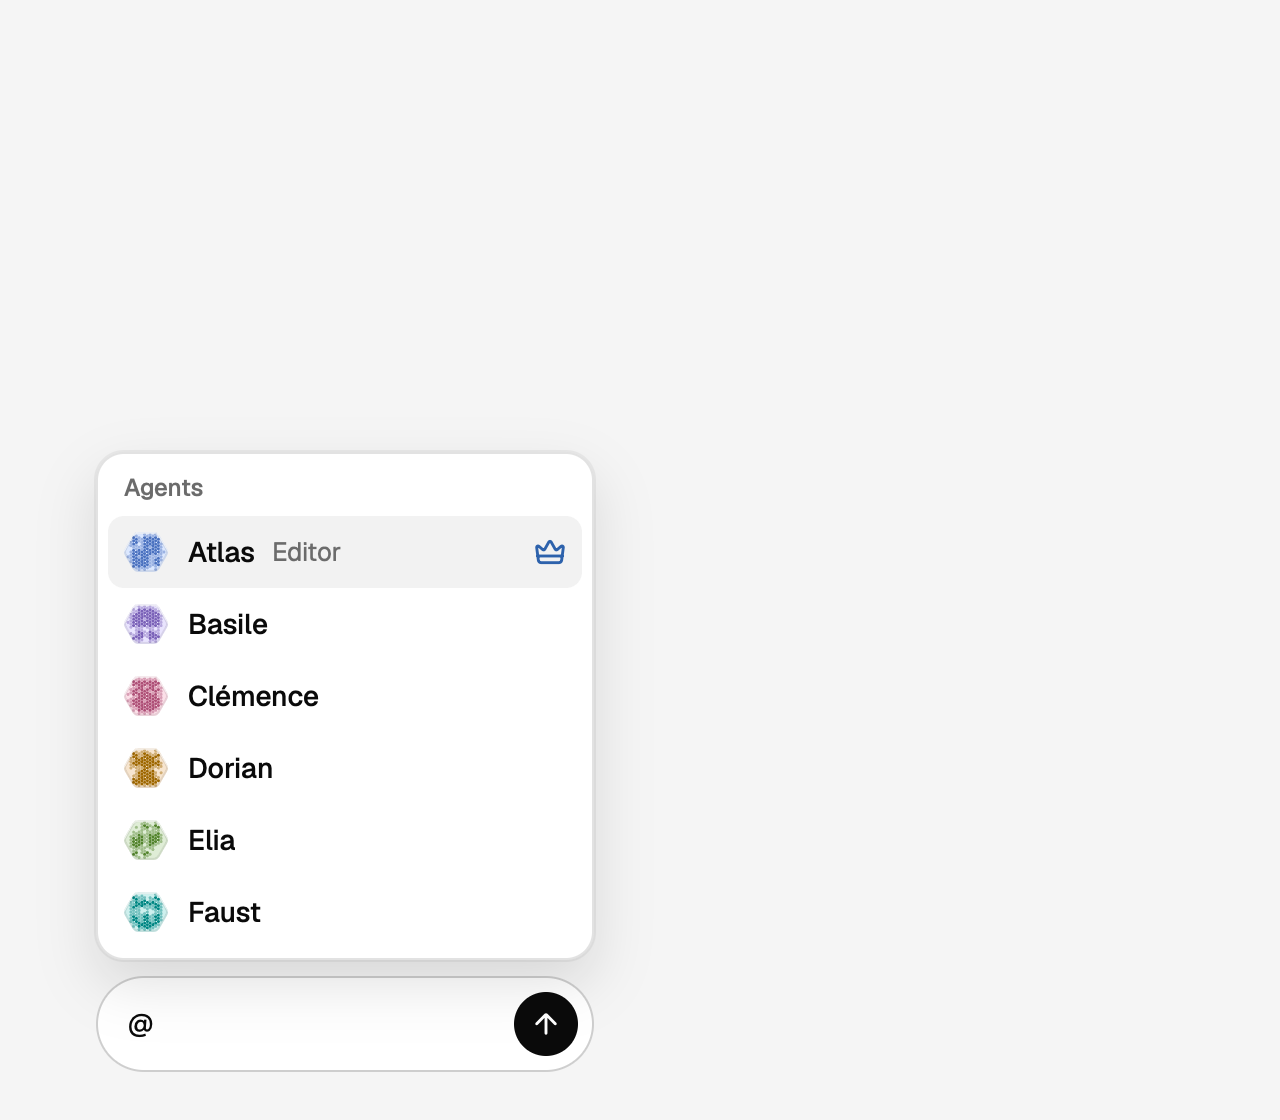 Agents
Atlas Editor
Basile
Clémence
Dorian
Elia
Faust
@